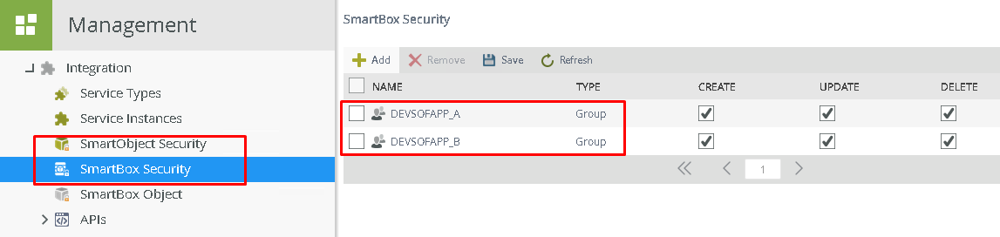 Management
Integration
Service Types
Service Instances
SmartObject Security
SmartBox Security
SmartBox Object
APIs
SmartBox Security
Add Remove Save Refresh
NAME TYPE CREATE UPDATE DELETE
DEVSOFAPP_A Group
DEVSOFAPP_B Group
1